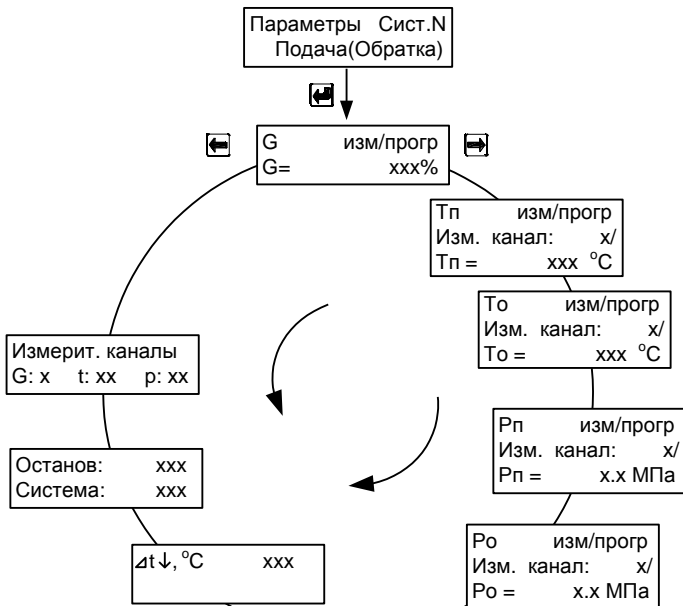 Параметры Сист.N
Подача(Обратка)
G изм/прогр
G= xxx%
Тп изм/прогр
Изм. канал: x/
Тп = xxx °C
То изм/прогр
Изм. канал: x/
То = xxx °C
Рп изм/прогр
Изм. канал: x/
Рп = x.x МПа
Ро изм/прогр
Изм. канал: x/
Ро = x.x МПа
Измерит. каналы
G: x t: xx p: xx
Останов: xxx
Система: xxx
⊿t↓, °C xxx